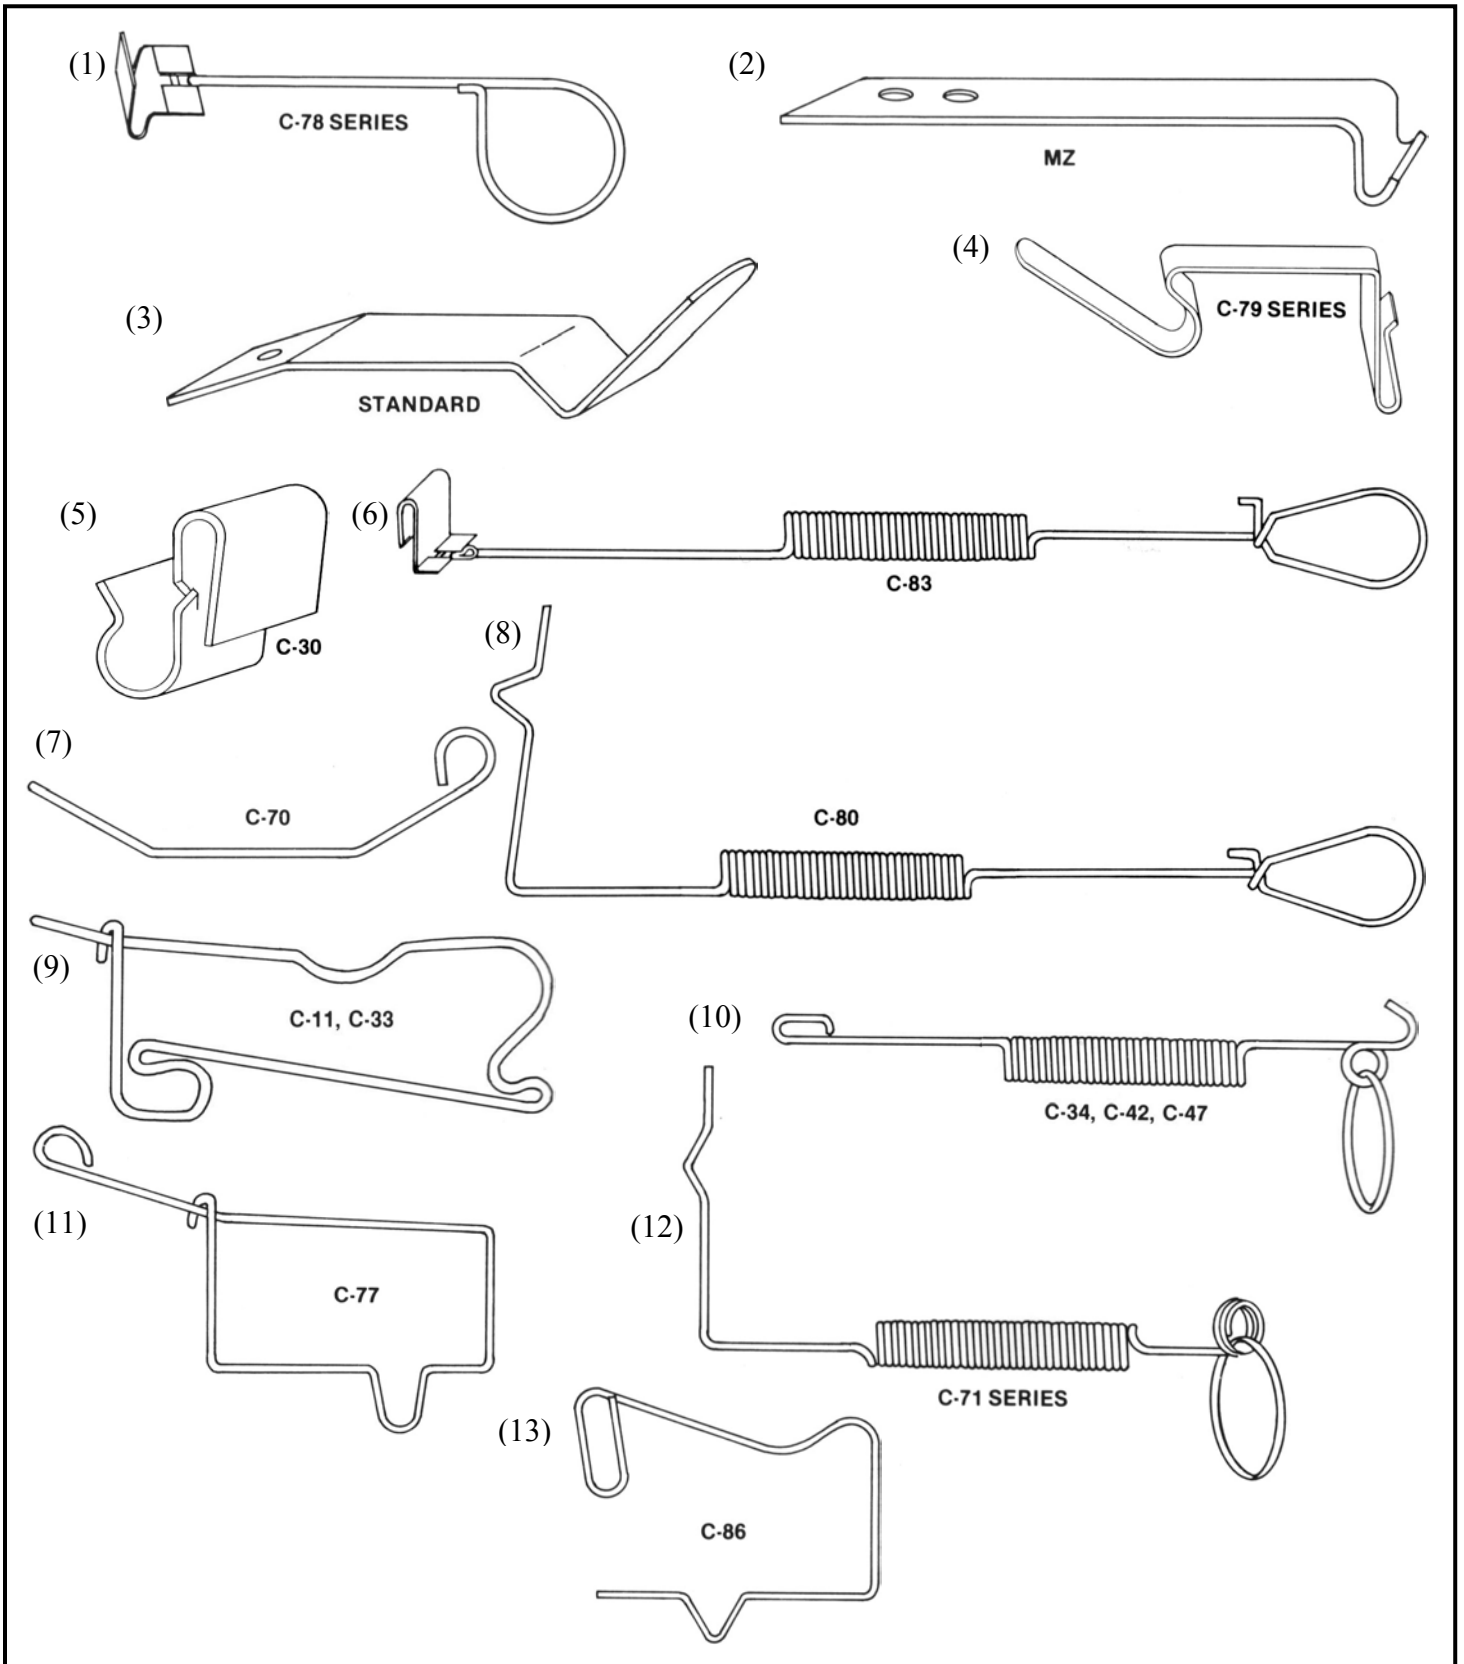 (1)
C-78 SERIES
(2)
MZ
(3)
STANDARD
(4)
C-79 SERIES
(5)
C-30
(6)
C-83
(7)
C-70
(8)
C-80
(9)
C-11, C-33
(10)
C-34, C-42, C-47
(11)
C-77
(12)
C-71 SERIES
(13)
C-86